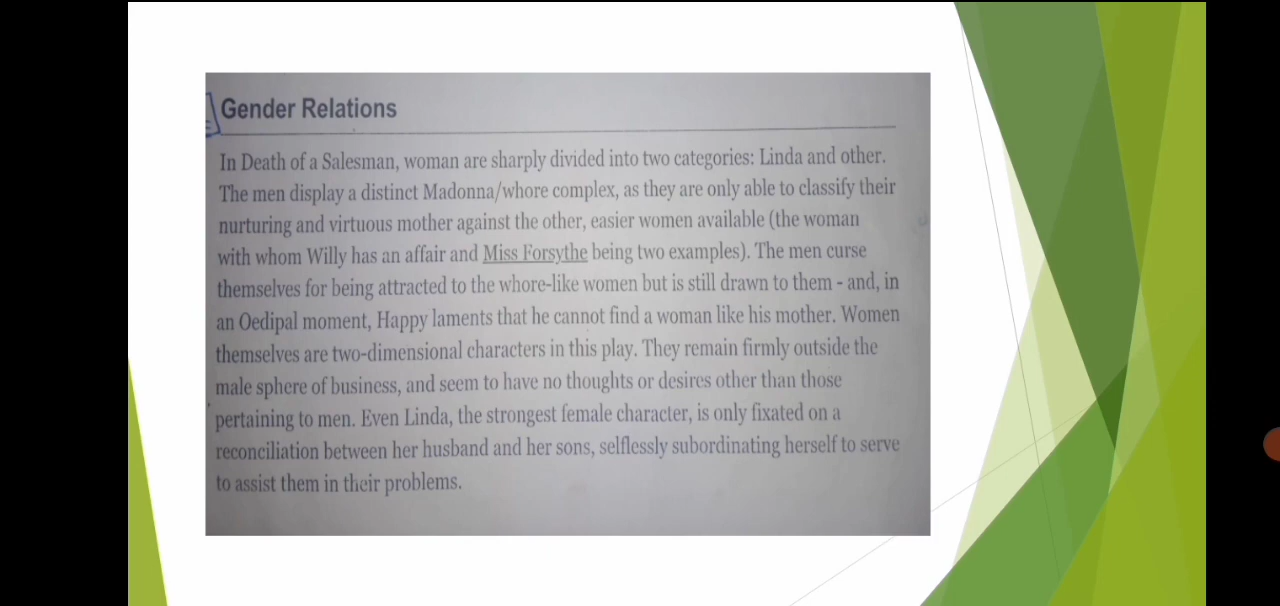 Gender Relations
In Death of a Salesman, woman are sharply divided into two categories: Linda and other.
The men display a distinct Madonna/whore complex, as they are only able to classify their
nurturing and virtuous mother against the other, easier women available (the woman
with whom Willy has an affair and Miss Forsythe being two examples). The men curse
themselves for being attracted to the whore-like women but is still drawn to them - and, in
an Oedipal moment, Happy laments that he cannot find a woman like his mother. Women
themselves are two-dimensional characters in this play. They remain firmly outside the
male sphere of business, and seem to have no thoughts or desires other than those
pertaining to men. Even Linda, the strongest female character, is only fixated on a
reconciliation between her husband and her sons, selflessly subordinating herself to serve
to assist them in their problems.